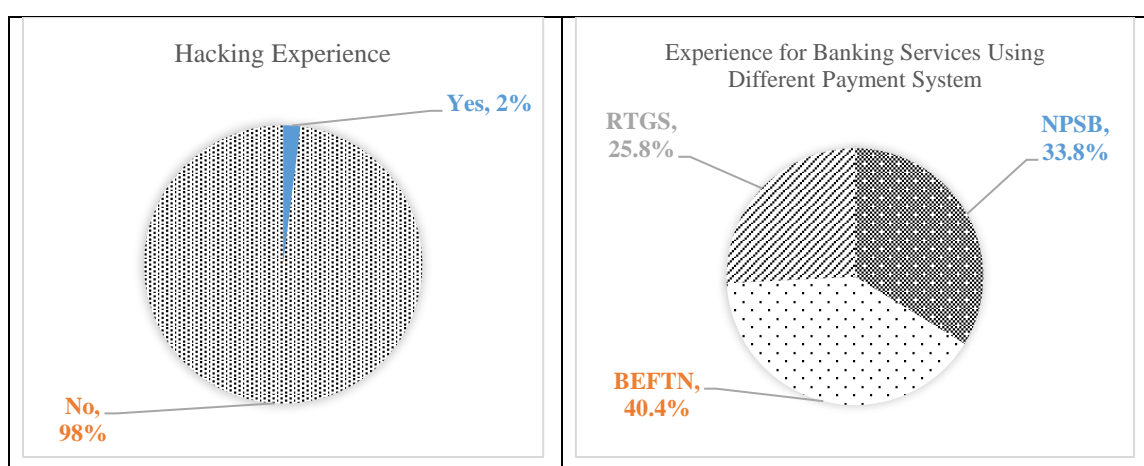 Hacking Experience
Yes, 2%
No,
98%
Experience for Banking Services Using
Different Payment System
RTGS,
25.8%
NPSB,
33.8%
BEFTN,
40.4%